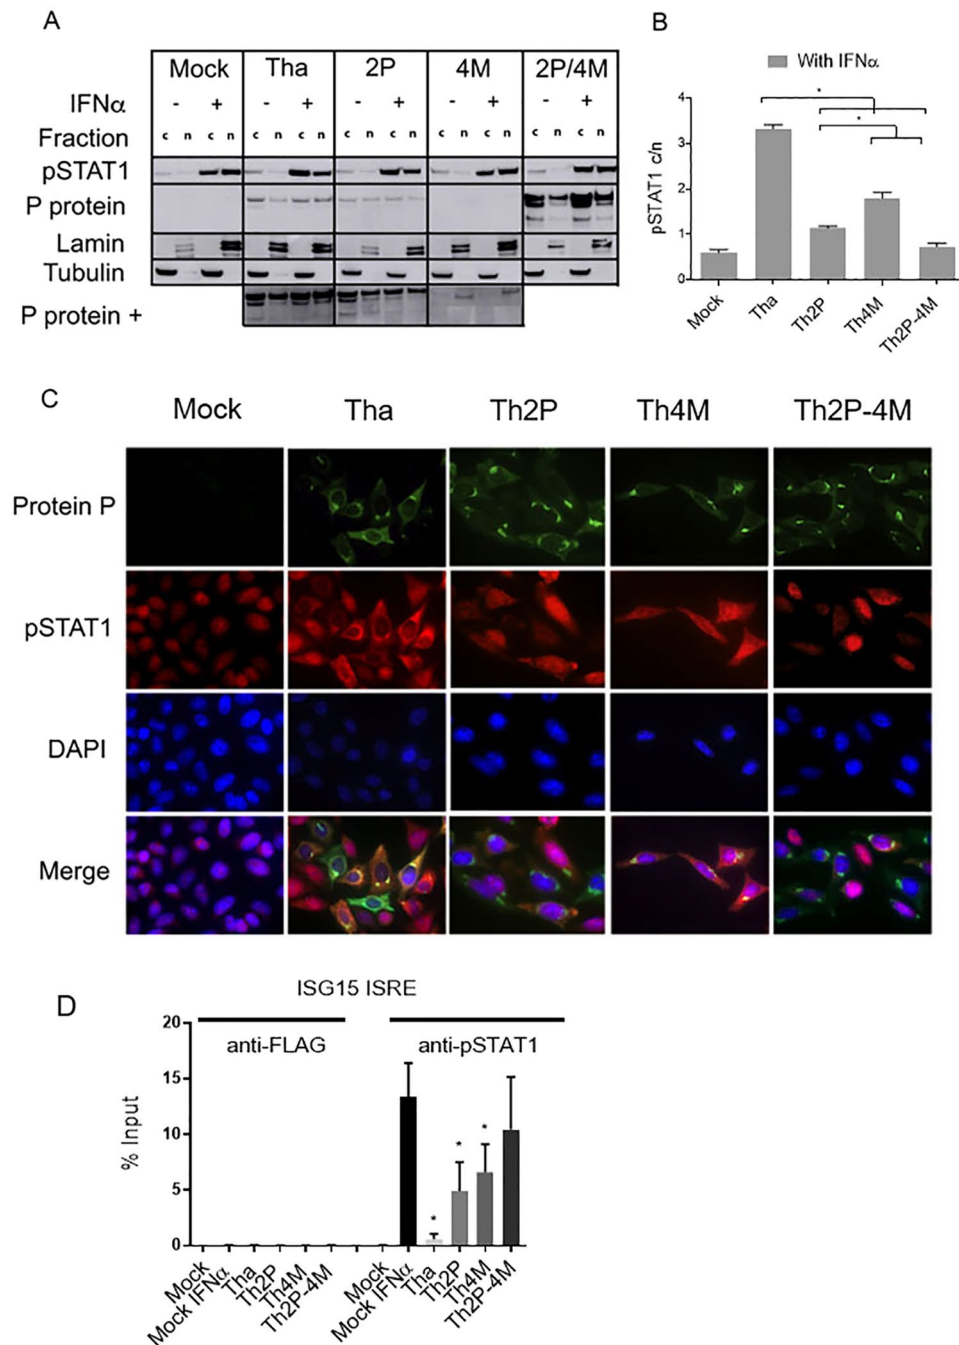 A
Mock Tha 2P 4M 2P/4M
IFNα - + - + - + - + - +
Fraction c n c n c n c n c n c n c n c n c n c n
pSTAT1
P protein
Lamin
Tubulin
P protein +
B
With IFNα
pSTAT1 c/n
4
3
2
1
0
*
*
Mock Tha Th2P Th4M Th2P-4M
C
Mock Tha Th2P Th4M Th2P-4M
Protein P
pSTAT1
DAPI
Merge
D
ISG15 ISRE
anti-FLAG anti-pSTAT1
% Input
20
15
10
5
0
* * *
Mock Mock IFNα Tha Th2P Th4M Th2P-4M Mock Mock IFNα Tha Th2P Th4M Th2P-4M